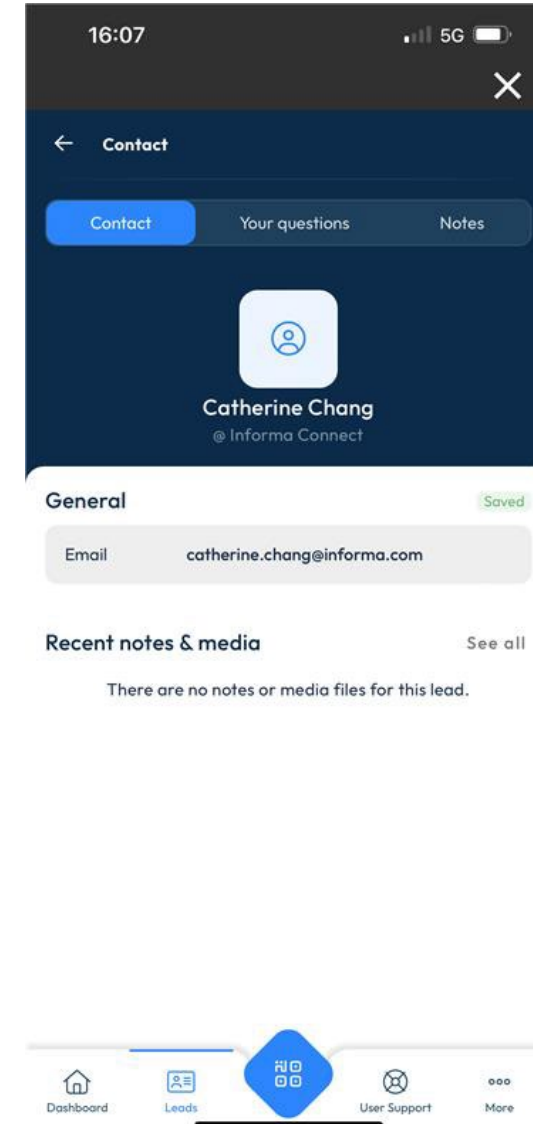 16:07 5G
Contact
Contact Your questions Notes
Catherine Chang
@ Informa Connect
General Saved
Email catherine.chang@informa.com
Recent notes & media See all
There are no notes or media files for this lead.
Dashboard Leads User Support More